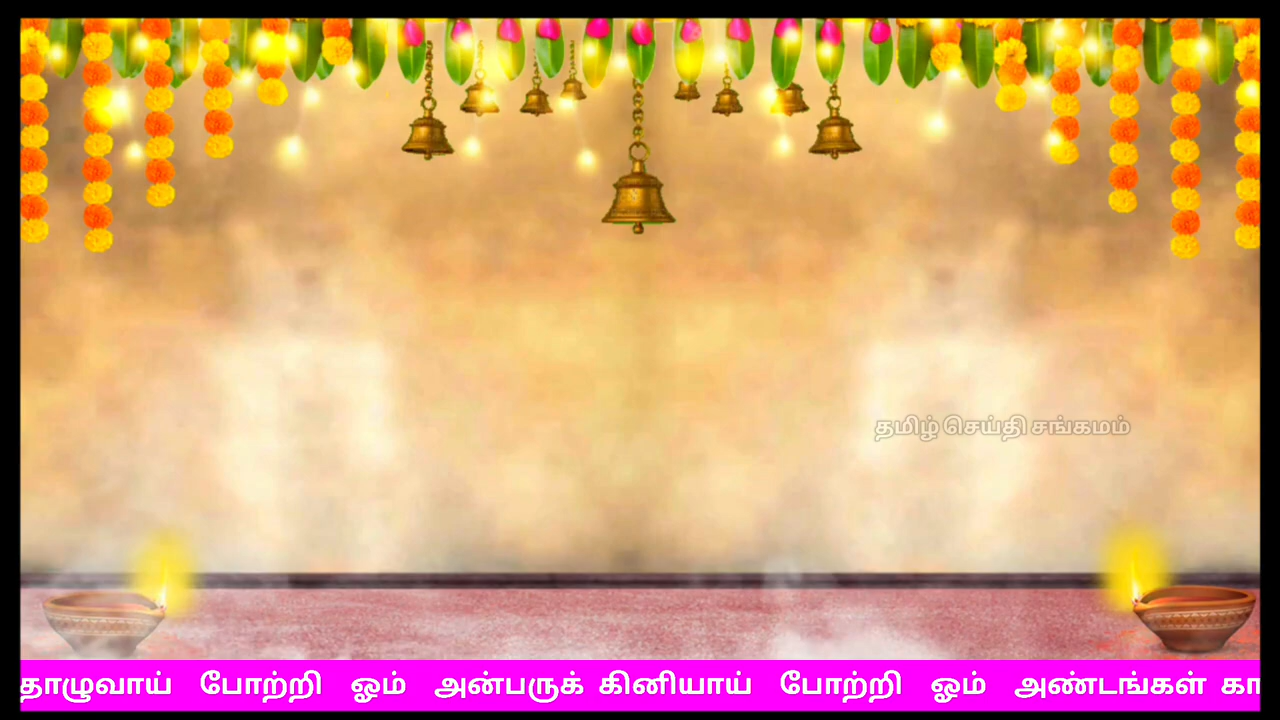 தமிழ் செய்தி சங்கமம்
தாழுவாய் போற்றி ஓம் அன்பருக் கினியாய் போற்றி ஓம் அண்டங்கள்